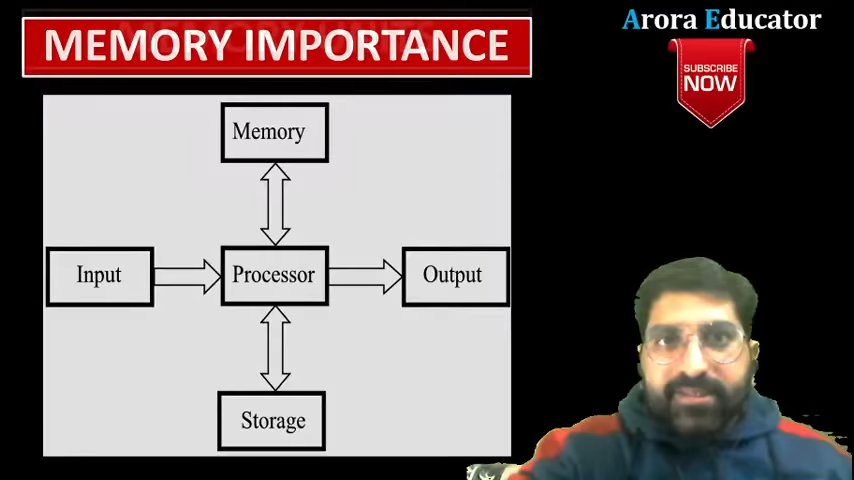 MEMORY IMPORTANCE
Arora Educator
SUBSCRIBE
NOW
Memory
Input
Processor
Output
Storage